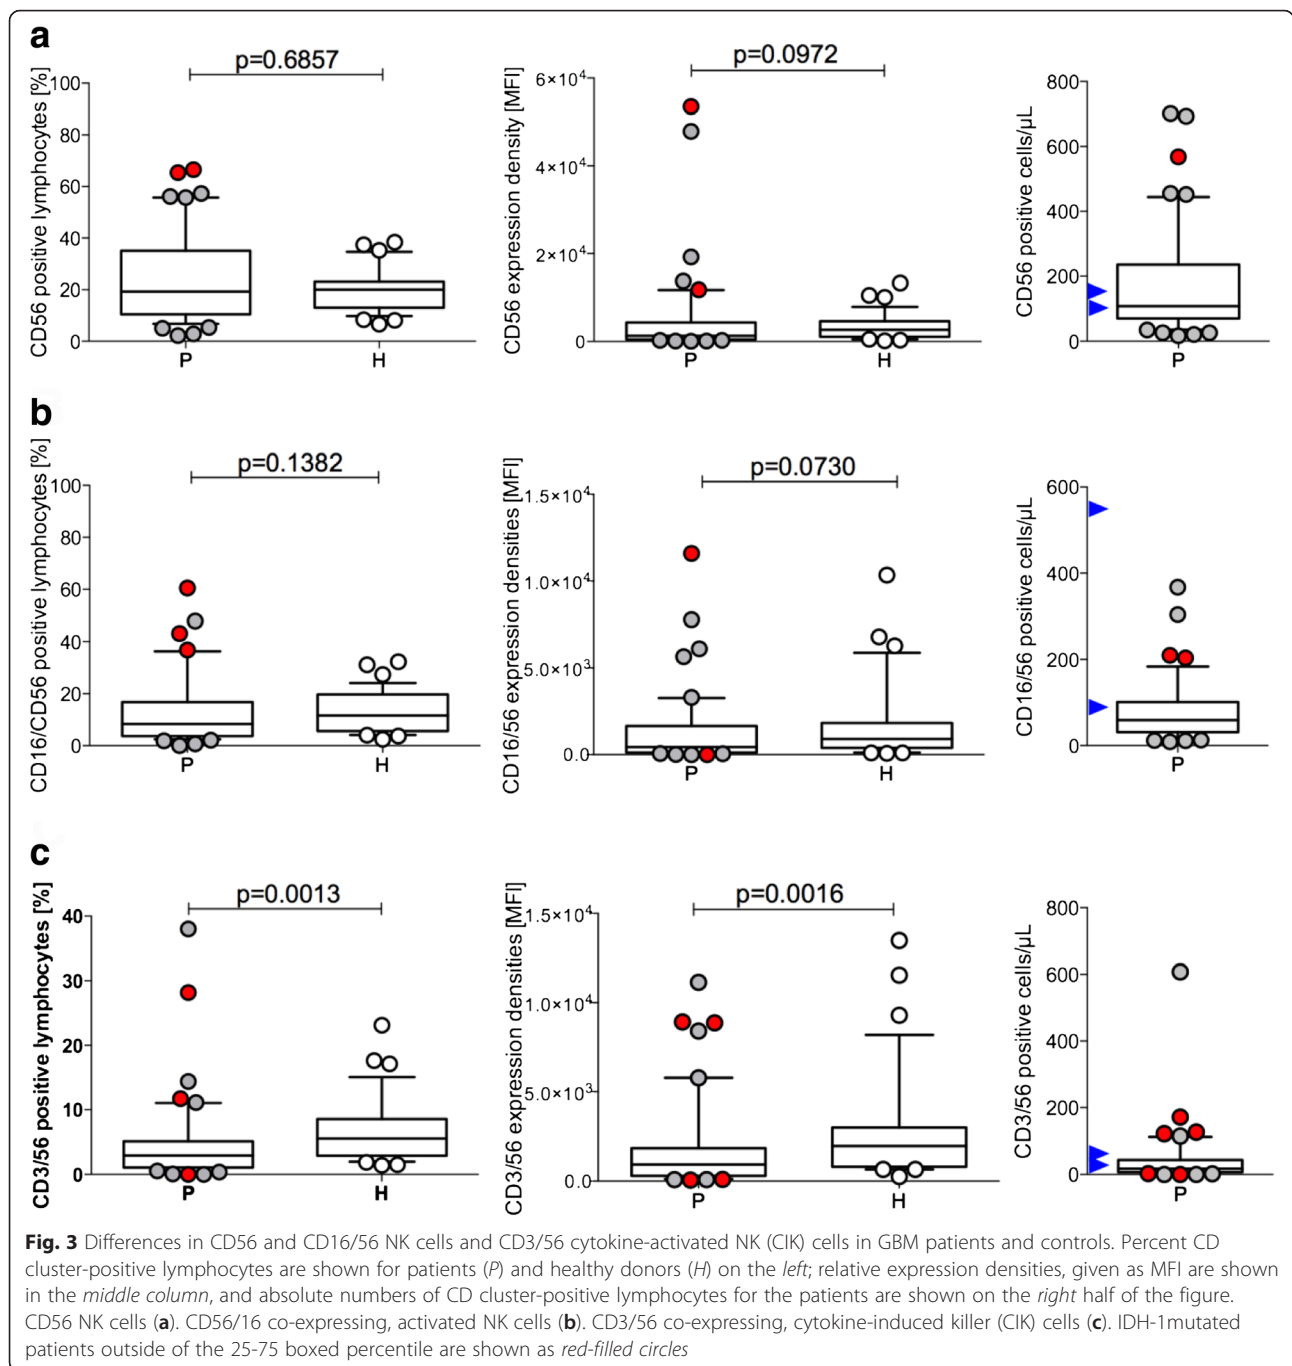 a
p=0.6857
CD56 positive lymphocytes [%]
100
80
60
40
20
0
P H
p=0.0972
CD56 expression density [MFI]
6×10⁴
4×10⁴
2×10⁴
0
P H
CD56 positive cells/µL
800
600
400
200
0
P
b
p=0.1382
CD16/CD56 positive lymphocytes [%]
100
80
60
40
20
0
P H
p=0.0730
CD16/56 expression densities [MFI]
1.5×10⁴
1.0×10⁴
5.0×10³
0.0
P H
CD16/56 positive cells/µL
600
400
200
0
P
c
p=0.0013
CD3/56 positive lymphocytes [%]
40
30
20
10
0
P H
p=0.0016
CD3/56 expression densities [MFI]
1.5×10⁴
1.0×10⁴
5.0×10³
0.0
P H
CD3/56 positive cells/µL
800
600
400
200
0
P
Fig. 3 Differences in CD56 and CD16/56 NK cells and CD3/56 cytokine-activated NK (CIK) cells in GBM patients and controls. Percent CD
cluster-positive lymphocytes are shown for patients (P) and healthy donors (H) on the left; relative expression densities, given as MFI are shown
in the middle column, and absolute numbers of CD cluster-positive lymphocytes for the patients are shown on the right half of the figure.
CD56 NK cells (a). CD56/16 co-expressing, activated NK cells (b). CD3/56 co-expressing, cytokine-induced killer (CIK) cells (c). IDH-1mutated
patients outside of the 25-75 boxed percentile are shown as red-filled circles